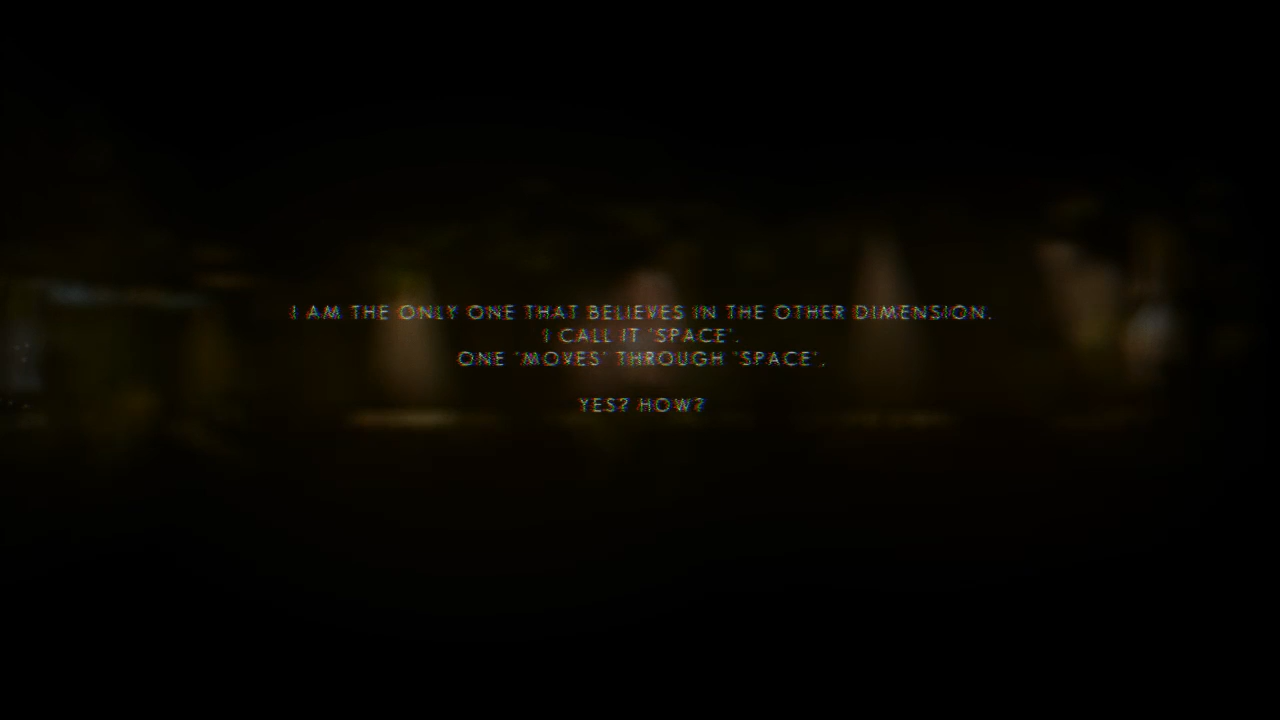 I AM THE ONLY ONE THAT BELIEVES IN THE OTHER DIMENSION.
I CALL IT 'SPACE'.
ONE 'MOVES' THROUGH 'SPACE'.
YES? HOW?